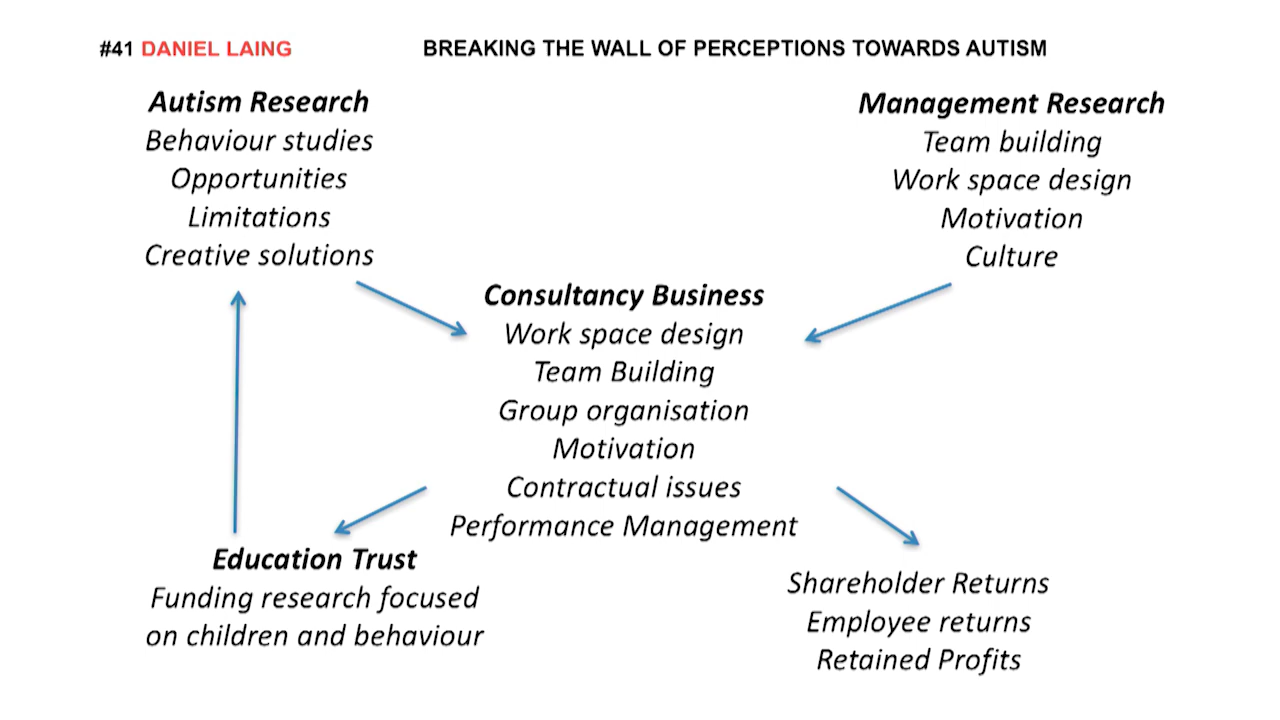 #41 DANIEL LAING
BREAKING THE WALL OF PERCEPTIONS TOWARDS AUTISM
Autism Research
Behaviour studies
Opportunities
Limitations
Creative solutions
Management Research
Team building
Work space design
Motivation
Culture
Consultancy Business
Work space design
Team Building
Group organisation
Motivation
Contractual issues
Performance Management
Education Trust
Funding research focused
on children and behaviour
Shareholder Returns
Employee returns
Retained Profits